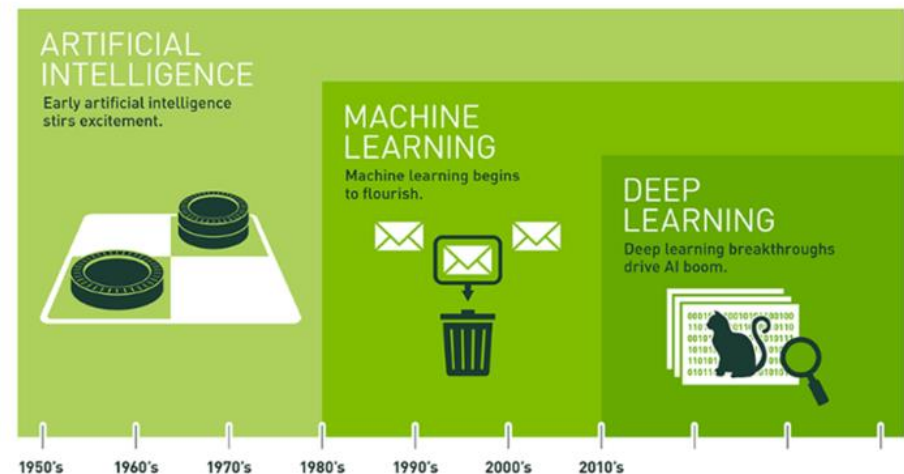 ARTIFICIAL
INTELLIGENCE
Early artificial intelligence
stirs excitement.
MACHINE
LEARNING
Machine learning begins
to flourish.
DEEP
LEARNING
Deep learning breakthroughs
drive AI boom.
1950's 1960's 1970's 1980's 1990's 2000's 2010's